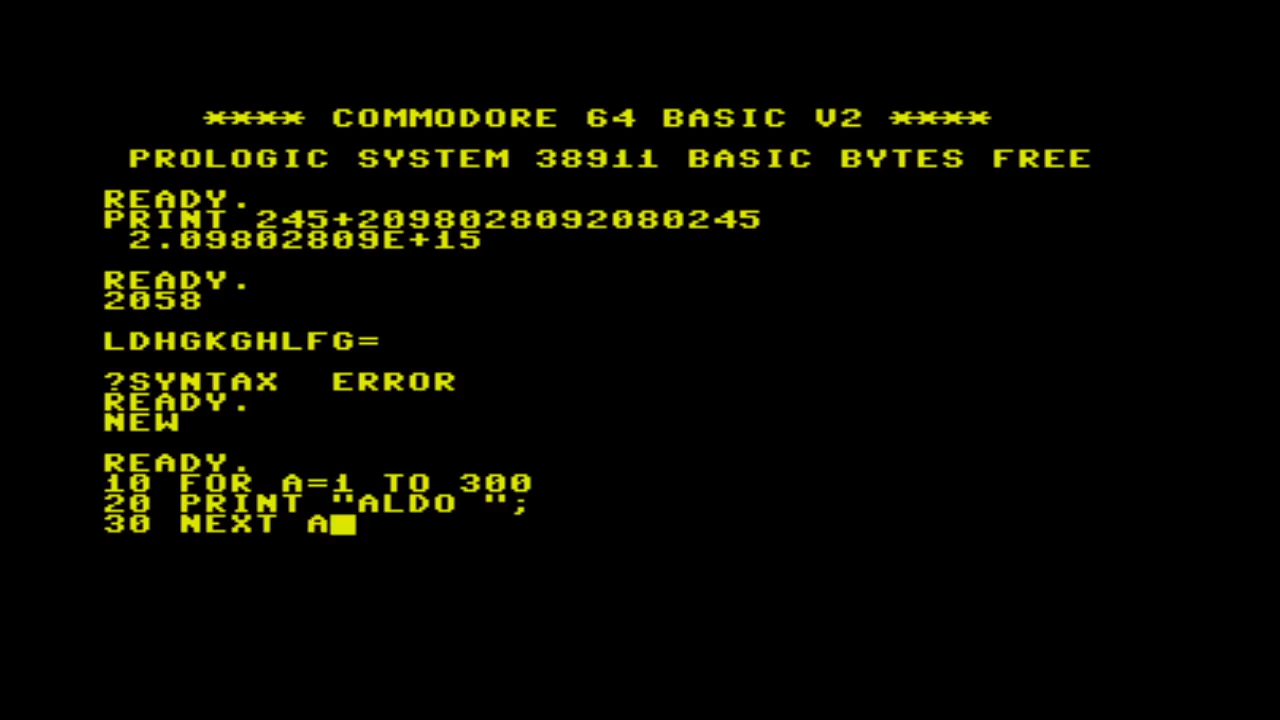 **** COMMODORE 64 BASIC V2 ****
PROLOGIC SYSTEM 38911 BASIC BYTES FREE
READY.
PRINT 245+2098028092080245
2.09802809E+15
READY.
2058
LDHGKGHLFG=
?SYNTAX ERROR
READY.
NEW
READY.
10 FOR A=1 TO 300
20 PRINT "ALDO ";
30 NEXT A